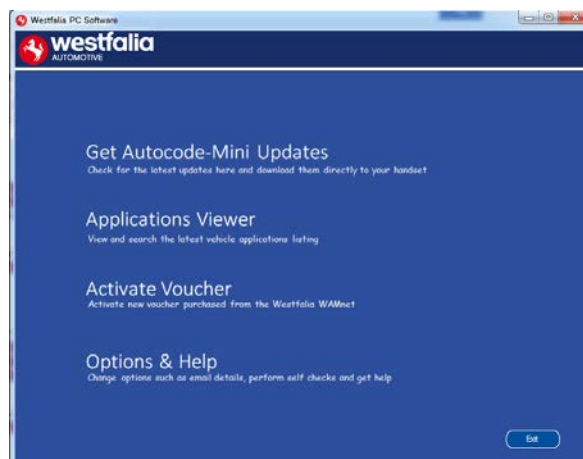 Westfalia PC Software
westfalia
AUTOMOTIVE
Get Autocode-Mini Updates
Check for the latest updates here and download them directly to your handset
Applications Viewer
View and search the latest vehicle applications listing
Activate Voucher
Activate new voucher purchased from the Westfalia WAMnet
Options & Help
Change options such as email details, perform self checks and get help
Exit